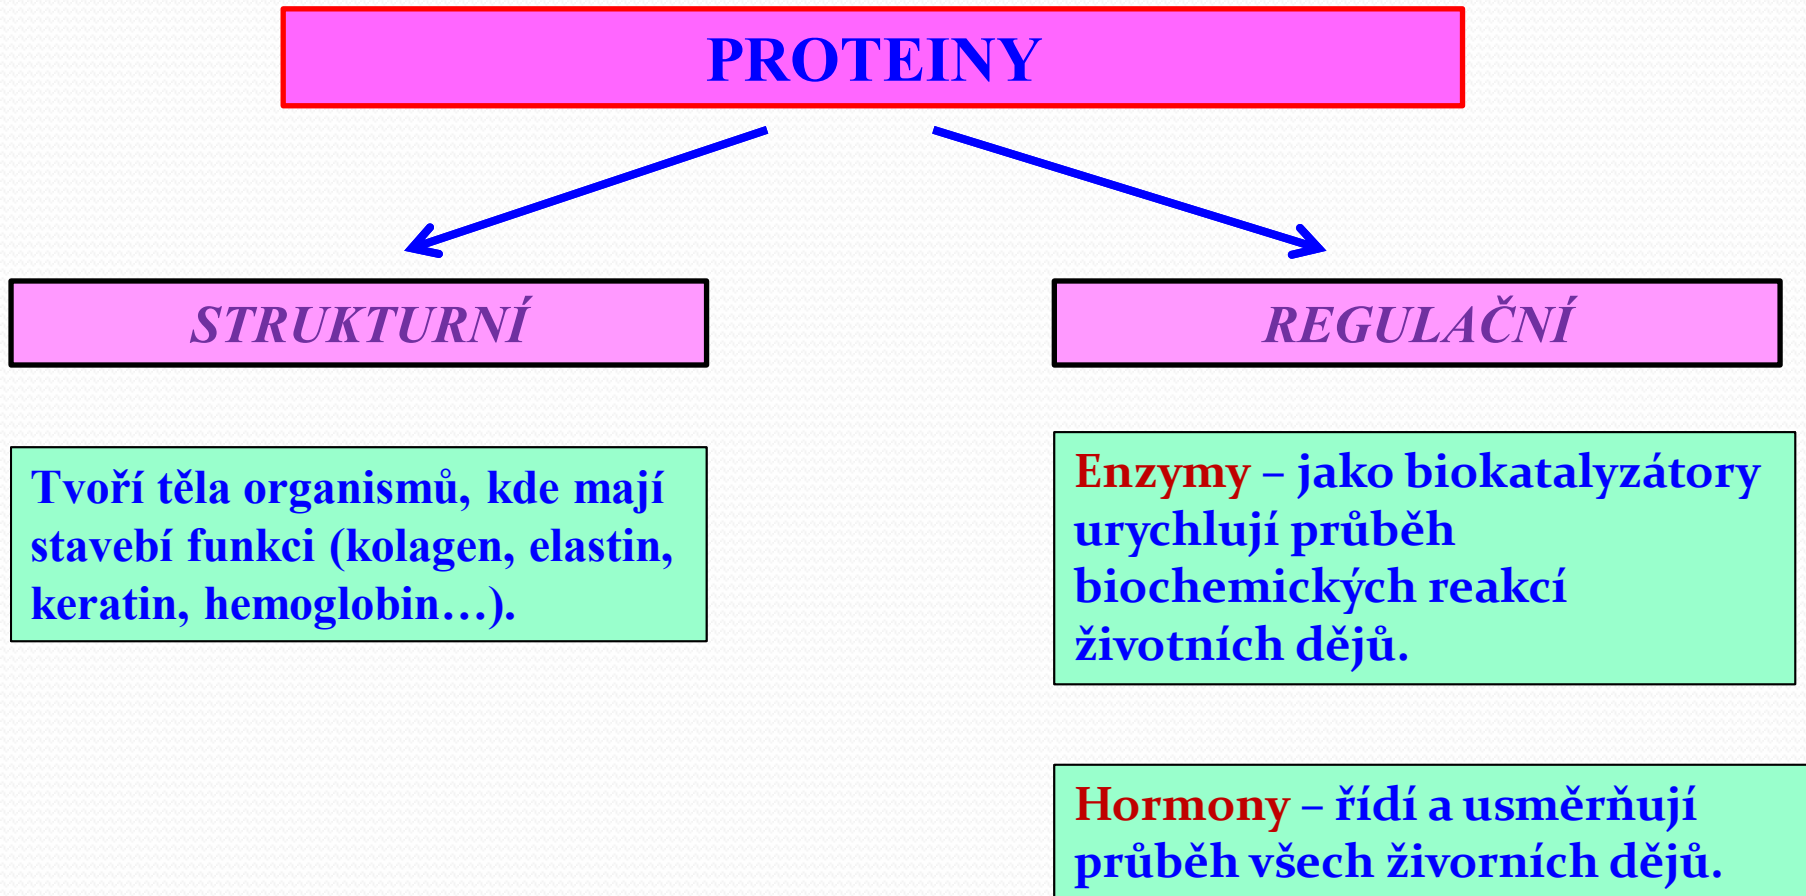 PROTEINY
STRUKTURNÍ
REGULAČNÍ
Tvoří těla organismů, kde mají
stavebí funkci (kolagen, elastin,
keratin, hemoglobin…).
Enzymy – jako biokatalyzátory
urychlují průběh
biochemických reakcí
životních dějů.
Hormony – řídí a usměrňují
průběh všech živorních dějů.